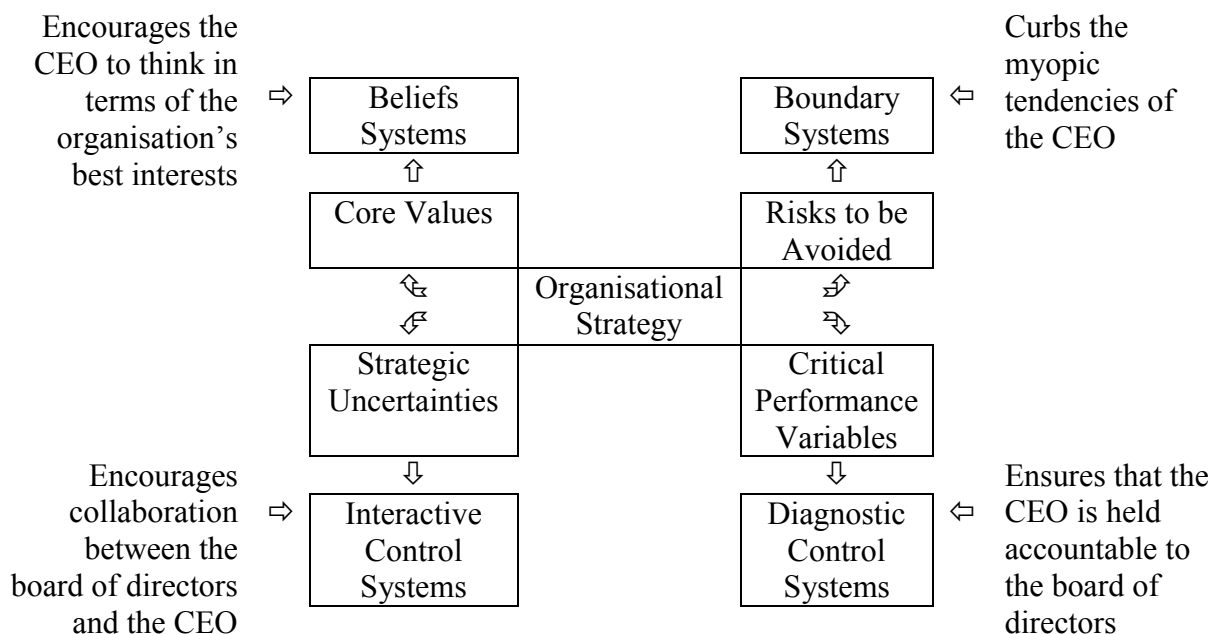 Encourages the
CEO to think in
terms of the
organisation's
best interests
Beliefs
Systems
Boundary
Systems
Curbs the
myopic
tendencies of
the CEO
Core Values
Risks to be
Avoided
Organisational
Strategy
Strategic
Uncertainties
Critical
Performance
Variables
Encourages
collaboration
between the
board of directors
and the CEO
Interactive
Control
Systems
Diagnostic
Control
Systems
Ensures that the
CEO is held
accountable to
the board of
directors